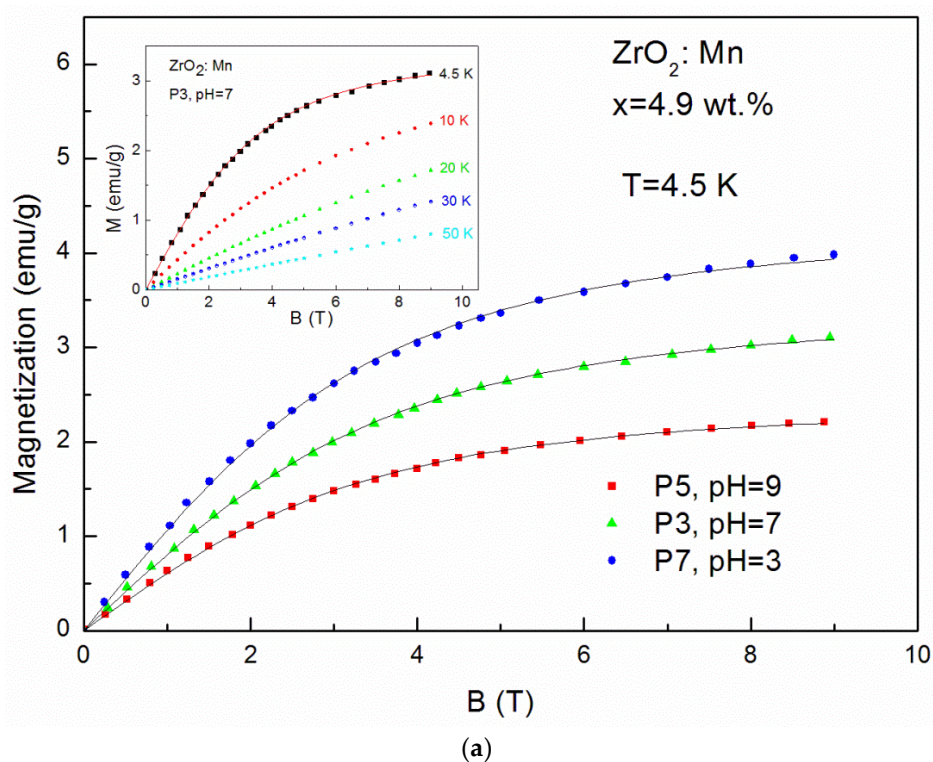 ZrO2: Mn
x=4.9 wt.%
T=4.5 K
Magnetization (emu/g)
6
5
4
3
2
1
0
0 2 4 6 8 10
B (T)
P5, pH=9
P3, pH=7
P7, pH=3
ZrO2: Mn
P3, pH=7
M (emu/g)
3
2
1
0
0 2 4 6 8 10
B (T)
4.5 K
10 K
20 K
30 K
50 K
(a)